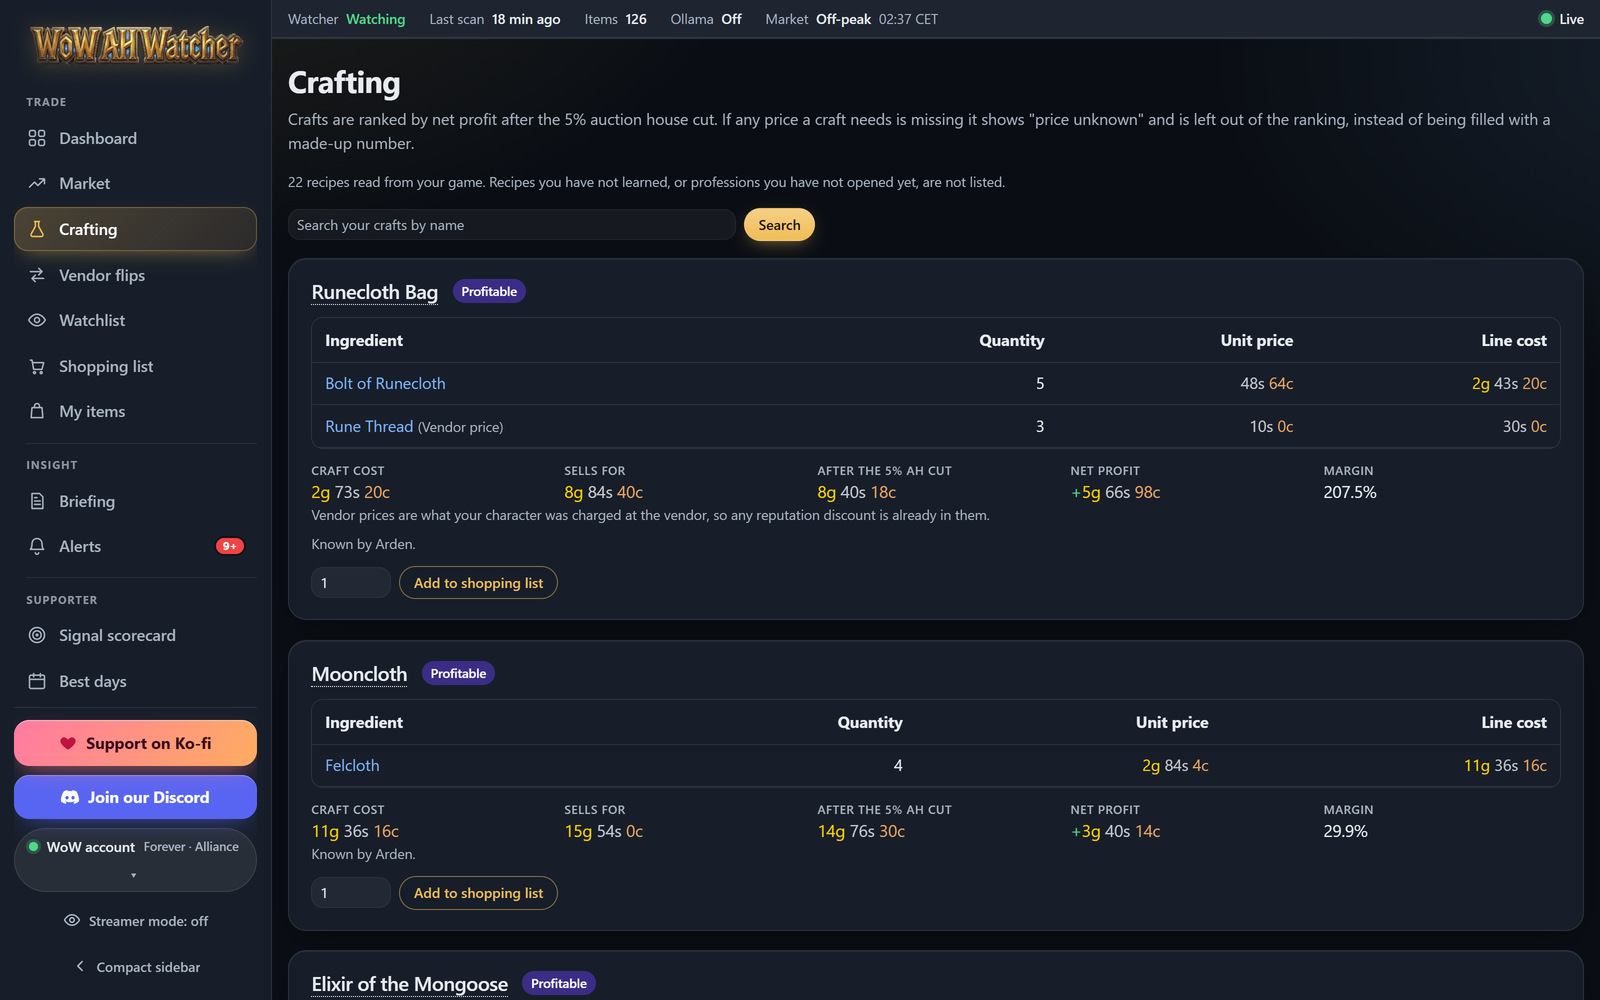 WoW AH Watcher
TRADE
Dashboard
Market
Crafting
Vendor flips
Watchlist
Shopping list
My items
INSIGHT
Briefing
Alerts 9+
SUPPORTER
Signal scorecard
Best days
Support on Ko-fi
Join our Discord
WoW account Forever · Alliance
Streamer mode: off
Compact sidebar
Watcher Watching Last scan 18 min ago Items 126 Ollama Off Market Off-peak 02:37 CET Live
Crafting
Crafts are ranked by net profit after the 5% auction house cut. If any price a craft needs is missing it shows "price unknown" and is left out of the ranking, instead of being filled with a
made-up number.
22 recipes read from your game. Recipes you have not learned, or professions you have not opened yet, are not listed.
Search your crafts by name Search
Runecloth Bag Profitable
Ingredient Quantity Unit price Line cost
Bolt of Runecloth 5 48s 64c 2g 43s 20c
Rune Thread (Vendor price) 3 10s 0c 30s 0c
CRAFT COST SELLS FOR AFTER THE 5% AH CUT NET PROFIT MARGIN
2g 73s 20c 8g 84s 40c 8g 40s 18c +5g 66s 98c 207.5%
Vendor prices are what your character was charged at the vendor, so any reputation discount is already in them.
Known by Arden.
1 Add to shopping list
Mooncloth Profitable
Ingredient Quantity Unit price Line cost
Felcloth 4 2g 84s 4c 11g 36s 16c
CRAFT COST SELLS FOR AFTER THE 5% AH CUT NET PROFIT MARGIN
11g 36s 16c 15g 54s 0c 14g 76s 30c +3g 40s 14c 29.9%
Known by Arden.
1 Add to shopping list
Elixir of the Mongoose Profitable